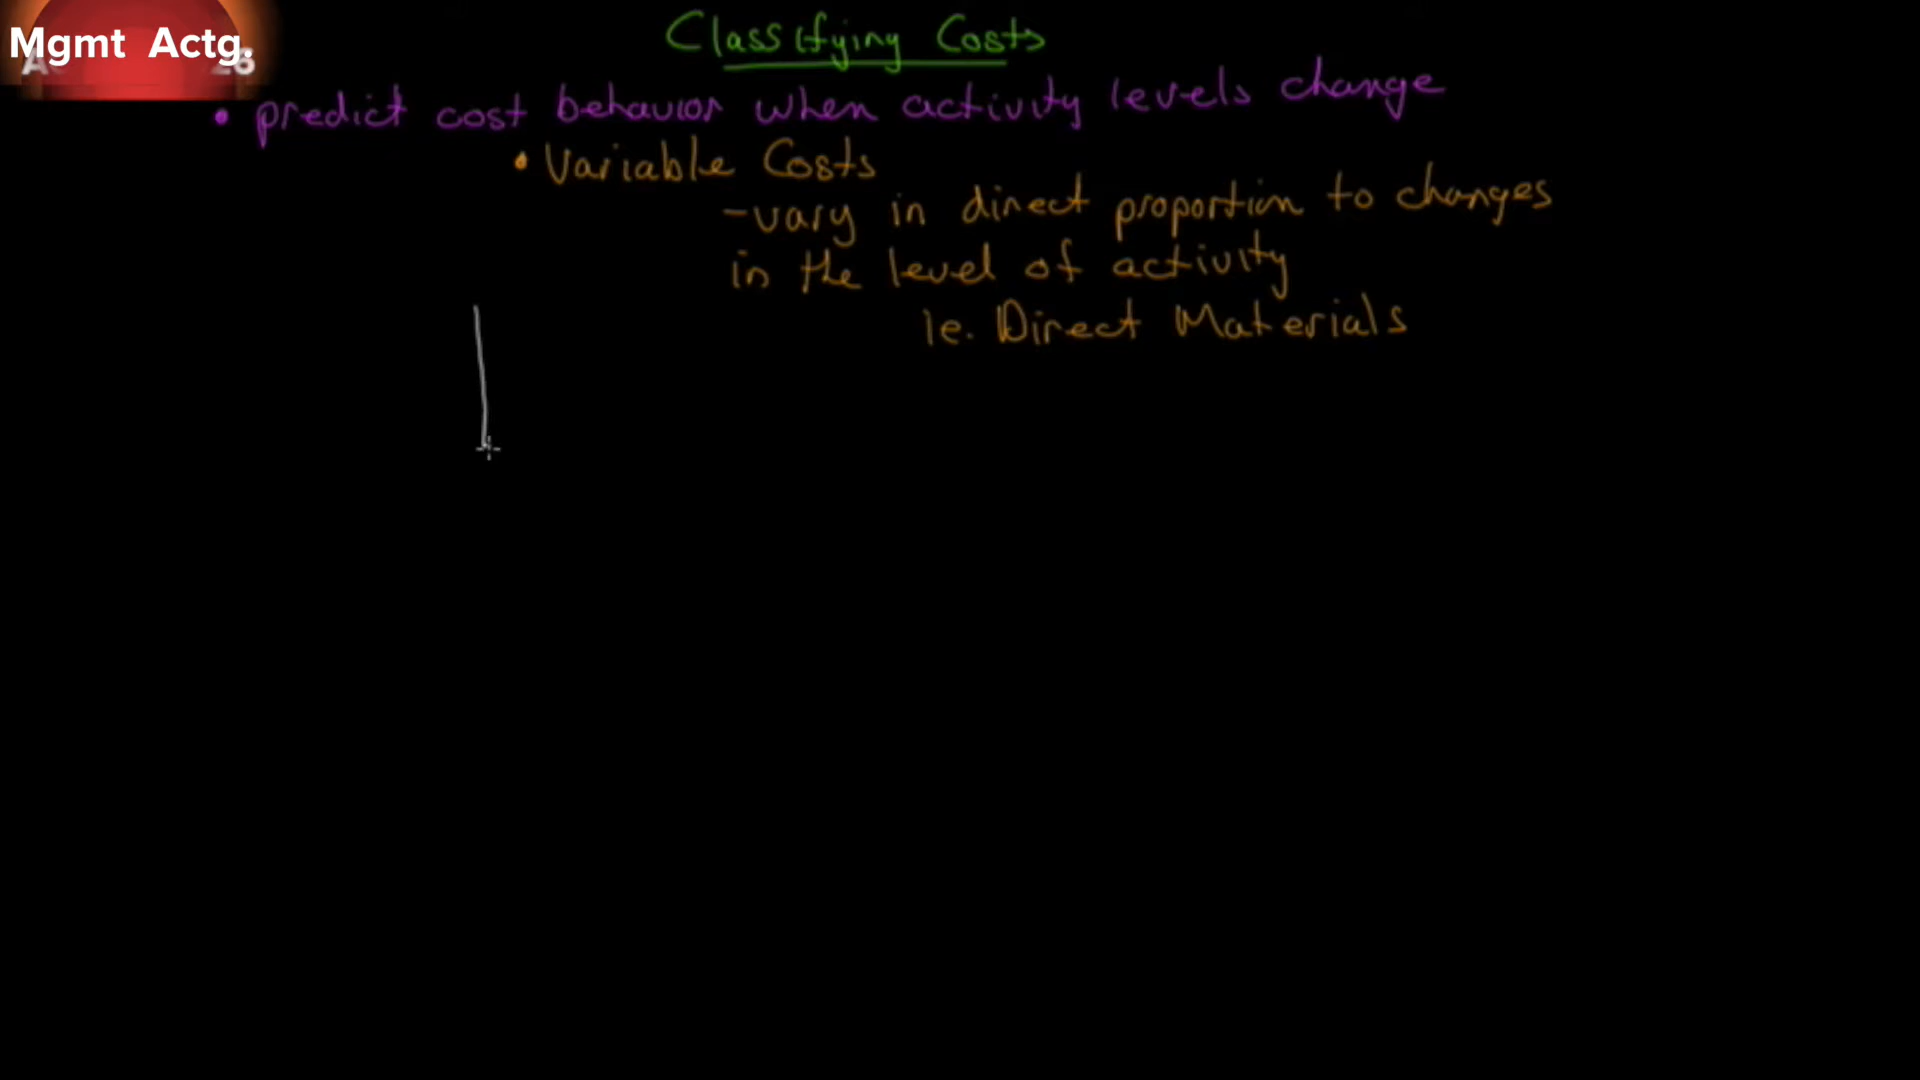 Mgmt Actg.
Classifying Costs
• predict cost behavior when activity levels change
• Variable Costs
- vary in direct proportion to changes
in the level of activity
ie. Direct Materials